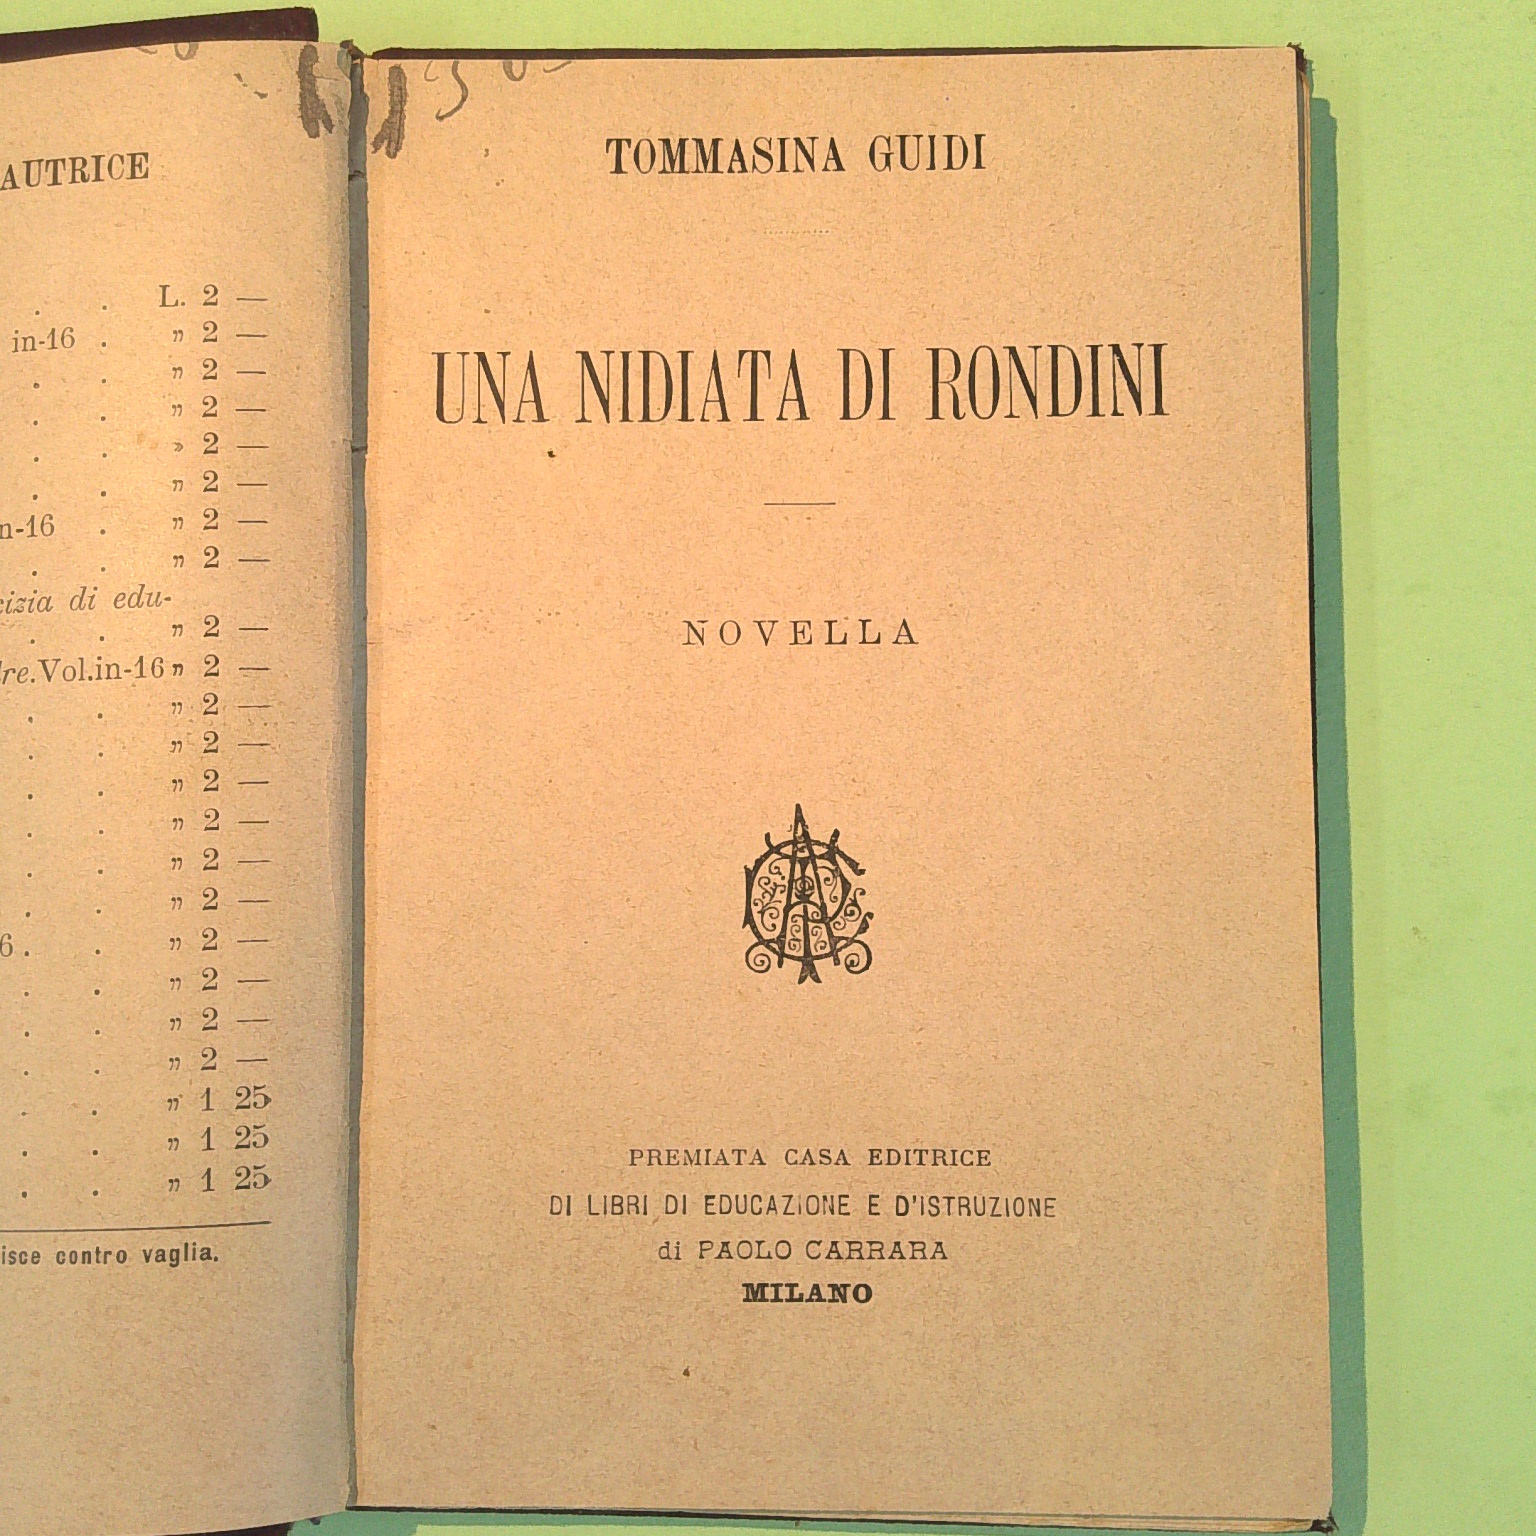 AUTRICE
. . L. 2 —
in-16 . „ 2 —
. . „ 2 —
. . „ 2 —
. . » 2 —
. . „ 2 —
n-16 . „ 2 —
. . „ 2 —
cizia di edu-
. . „ 2 —
dre. Vol. in-16 „ 2 —
. . „ 2 —
. . „ 2 —
. . „ 2 —
. . „ 2 —
. . „ 2 —
. . „ 2 —
6 . . „ 2 —
. . „ 2 —
. . „ 2 —
. . „ 2 —
. . „ 1 25
. . „ 1 25
. . „ 1 25
isce contro vaglia.
TOMMASINA GUIDI
UNA NIDIATA DI RONDINI
NOVELLA
PREMIATA CASA EDITRICE
DI LIBRI DI EDUCAZIONE E D'ISTRUZIONE
di PAOLO CARRARA
MILANO